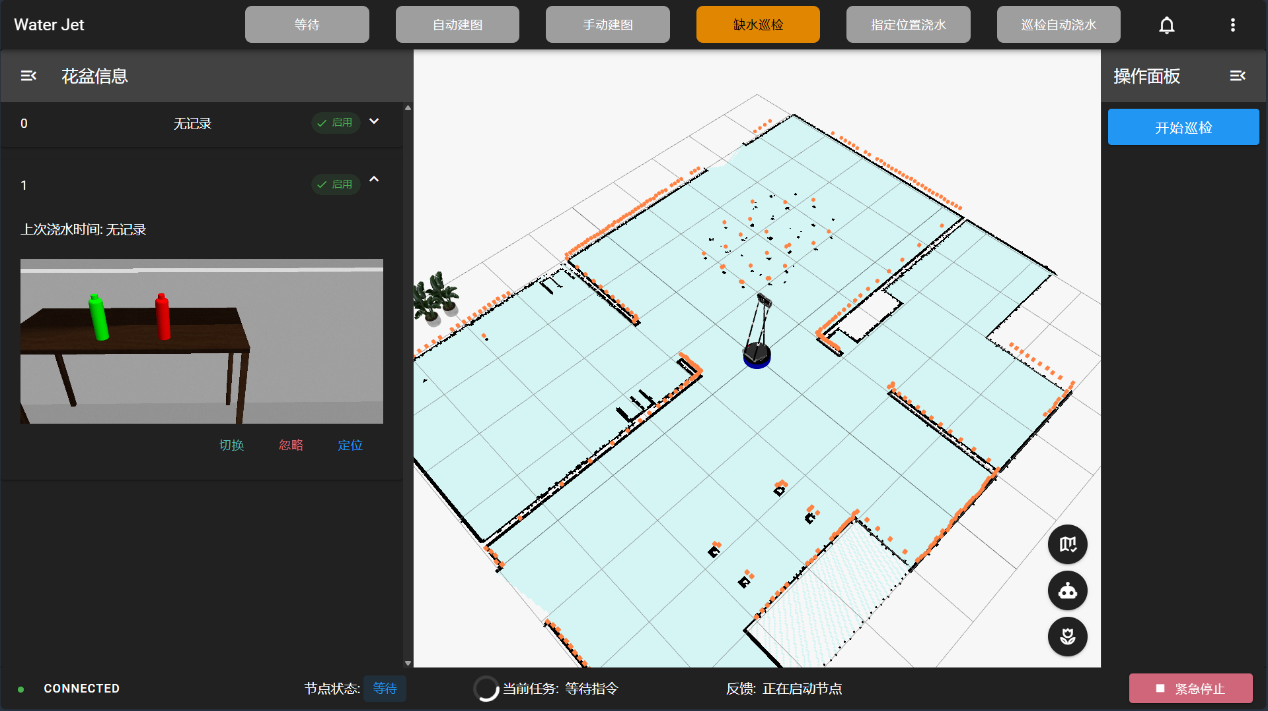 Water Jet
等待
自动建图
手动建图
缺水巡检
指定位置浇水
巡检自动浇水
花盆信息
0 无记录 启用
1 启用
上次浇水时间: 无记录
切换 忽略 定位
操作面板
开始巡检
CONNECTED
节点状态: 等待
当前任务: 等待指令
反馈: 正在启动节点
紧急停止